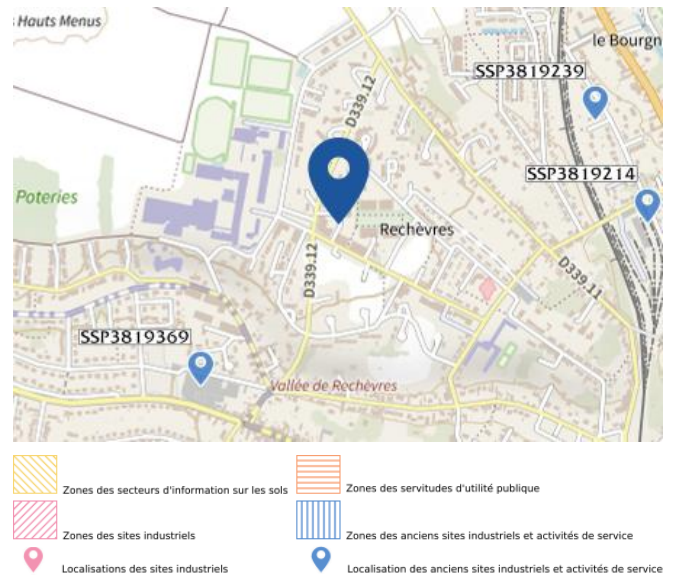 s Hauts Menus
le Bourgn
SSP3819239
D339.12
SSP3819214
P
Poteries
Rechèvres
D339.12
D339.11
SSP3819369
Vallée de Rechèvres
Zones des secteurs d'information sur les sols
Zones des servitudes d'utilité publique
Zones des sites industriels
Zones des anciens sites industriels et activités de service
Localisations des sites industriels
Localisation des anciens sites industriels et activités de service